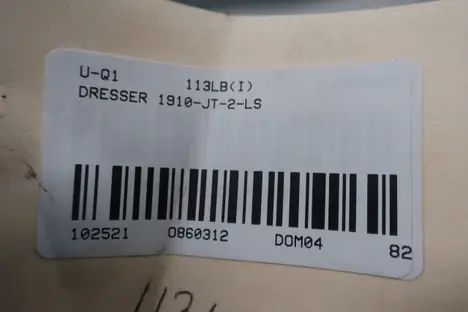 U-Q1 113LB(I)
DRESSER 1910-JT-2-LS
102521 0860312 DOM04 82